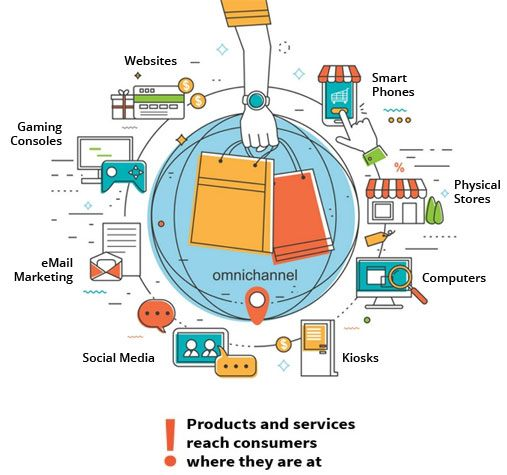 Websites
Smart
Phones
Gaming
Consoles
$
$
%
Physical
Stores
eMail
Marketing
omnichannel
Computers
Social Media
$
Kiosks
! Products and services
reach consumers
where they are at